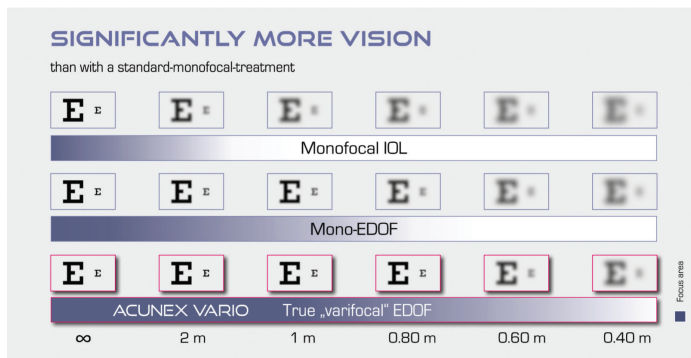 SIGNIFICANTLY MORE VISION
than with a standard-monofocal-treatment
E E E E E E E E E E E E
Monofocal IOL
E E E E E E E E E E E E
Mono-EDOF
E E E E E E E E E E E E
ACUNEX VARIO True „varifocal“ EDOF
∞ 2 m 1 m 0.80 m 0.60 m 0.40 m
Focus area